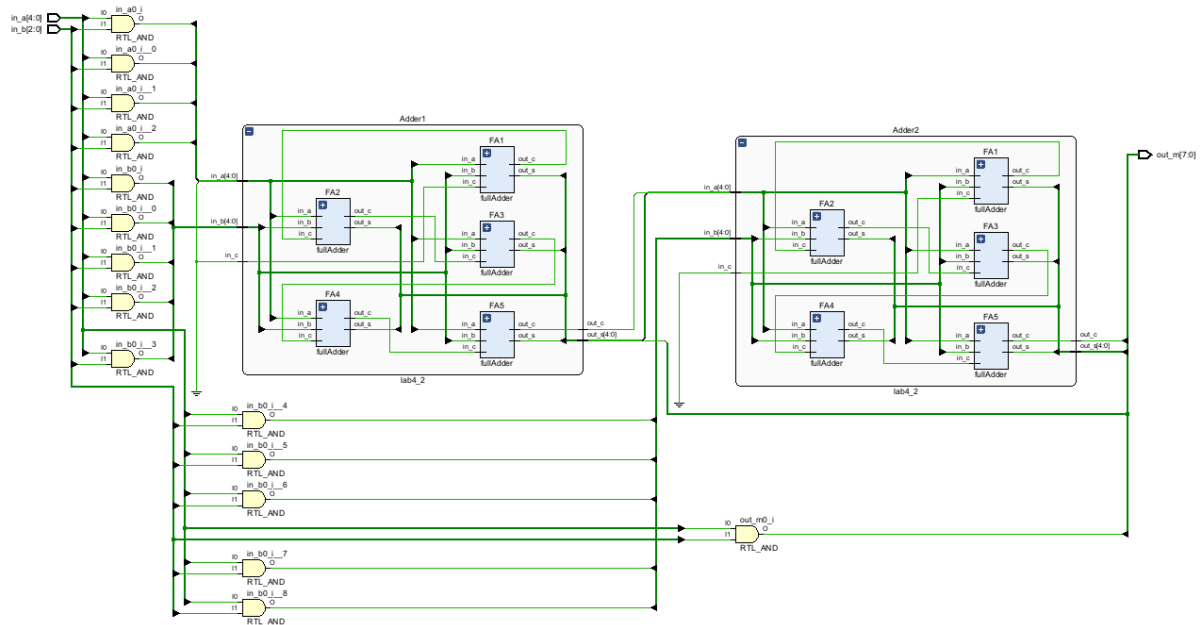 in_a[4:0]
in_b[2:0]
in_a0_i
I0
I1
O
RTL_AND
in_a0_i__0
I0
I1
O
RTL_AND
in_a0_i__1
I0
I1
O
RTL_AND
in_a0_i__2
I0
I1
O
RTL_AND
in_b0_i
I0
I1
O
RTL_AND
in_b0_i__0
I0
I1
O
RTL_AND
in_b0_i__1
I0
I1
O
RTL_AND
in_b0_i__2
I0
I1
O
RTL_AND
in_b0_i__3
I0
I1
O
RTL_AND
Adder1
in_a[4:0]
in_b[4:0]
in_c
FA1
in_a
in_b
in_c
out_c
out_s
fullAdder
FA2
in_a
in_b
in_c
out_c
out_s
fullAdder
FA3
in_a
in_b
in_c
out_c
out_s
fullAdder
FA4
in_a
in_b
in_c
out_c
out_s
fullAdder
FA5
in_a
in_b
in_c
out_c
out_s
fullAdder
out_c
out_s[4:0]
lab4_2
Adder2
in_a[4:0]
in_b[4:0]
in_c
FA1
in_a
in_b
in_c
out_c
out_s
fullAdder
FA2
in_a
in_b
in_c
out_c
out_s
fullAdder
FA3
in_a
in_b
in_c
out_c
out_s
fullAdder
FA4
in_a
in_b
in_c
out_c
out_s
fullAdder
FA5
in_a
in_b
in_c
out_c
out_s
fullAdder
out_c
out_s[4:0]
lab4_2
out_m[7:0]
in_b0_i__4
I0
I1
O
RTL_AND
in_b0_i__5
I0
I1
O
RTL_AND
in_b0_i__6
I0
I1
O
RTL_AND
out_m0_i
I0
I1
O
RTL_AND
in_b0_i__7
I0
I1
O
RTL_AND
in_b0_i__8
I0
I1
O
RTL_AND